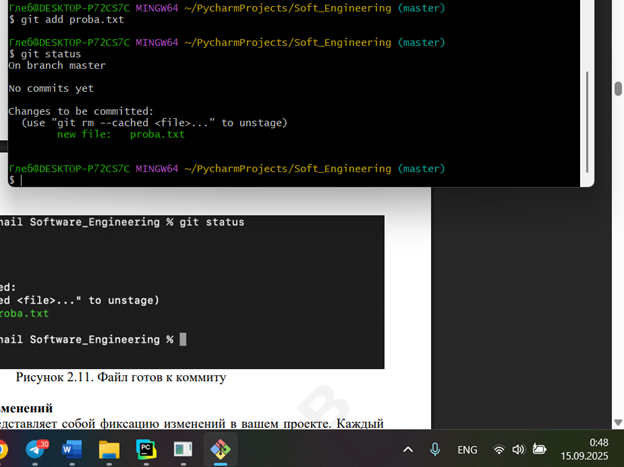 Глеб@DESKTOP-P72CS7C MINGW64 ~/PycharmProjects/Soft_Engineering (master)
$ git add proba.txt
Глеб@DESKTOP-P72CS7C MINGW64 ~/PycharmProjects/Soft_Engineering (master)
$ git status
On branch master
No commits yet
Changes to be committed:
(use "git rm --cached <file>..." to unstage)
new file: proba.txt
Глеб@DESKTOP-P72CS7C MINGW64 ~/PycharmProjects/Soft_Engineering (master)
$
nail Software_Engineering % git status
ed:
ed <file>..." to unstage)
roba.txt
nail Software_Engineering %
Рисунок 2.11. Файл готов к коммиту
зменений
едставляет собой фиксацию изменений в вашем проекте. Каждый
30
W
PC
ENG
0:48
15.09.2025